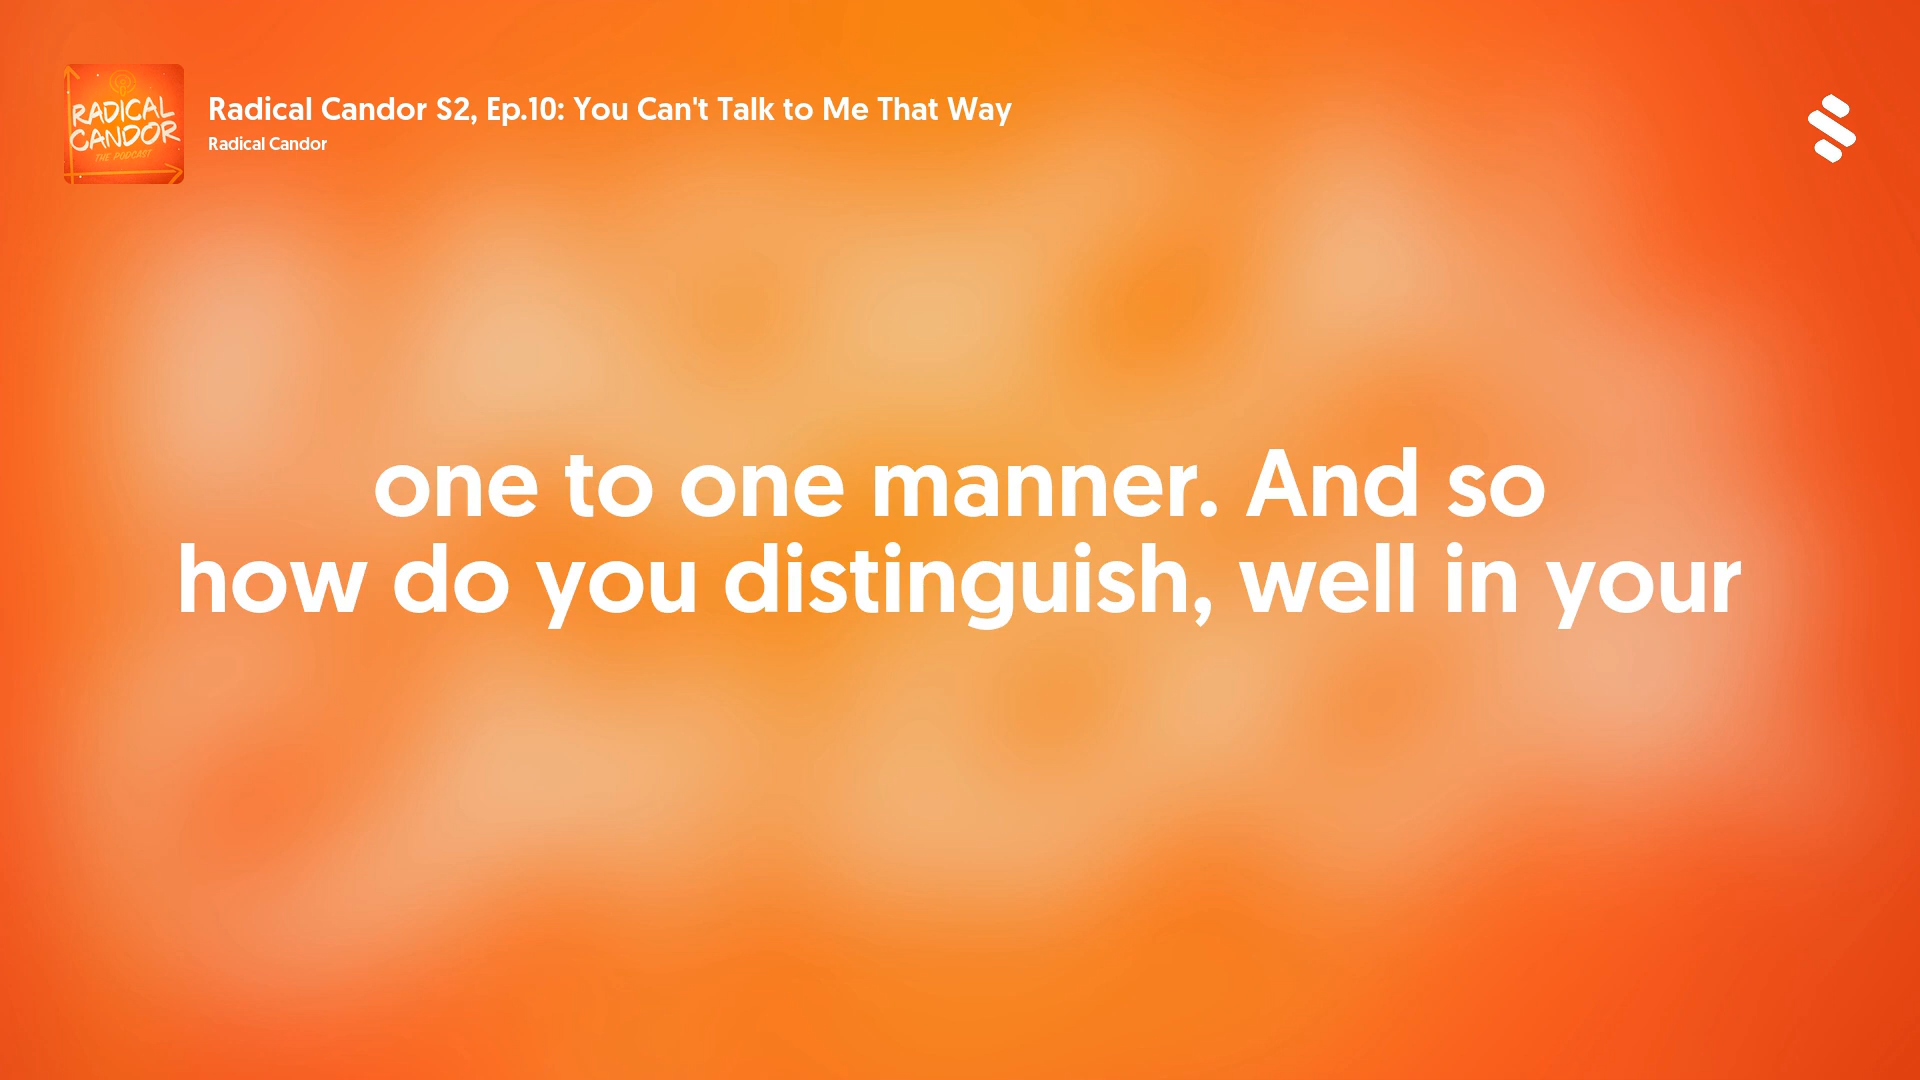 RADICAL
CANDOR
THE PODCAST
Radical Candor S2, Ep.10: You Can't Talk to Me That Way
Radical Candor
one to one manner. And so
how do you distinguish, well in your